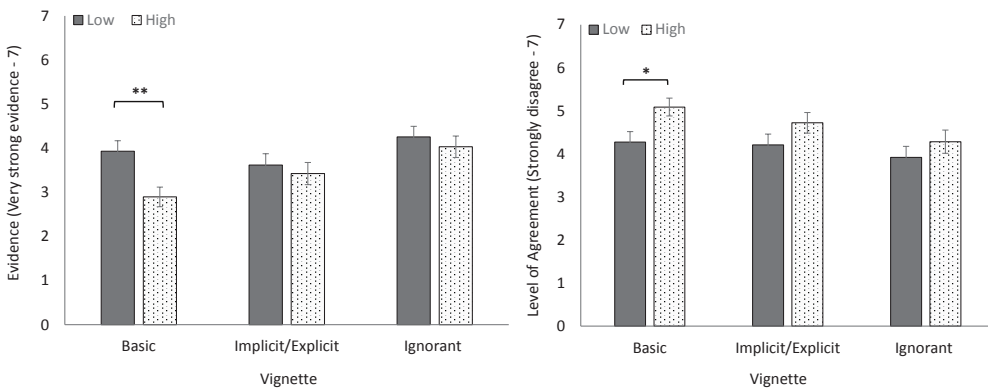 Evidence (Very strong evidence - 7)
7
6
5
4
3
2
1
0
Low High
**
Basic Implicit/Explicit Ignorant
Vignette
Level of Agreement (Strongly disagree - 7)
7
6
5
4
3
2
1
0
Low High
*
Basic Implicit/Explicit Ignorant
Vignette